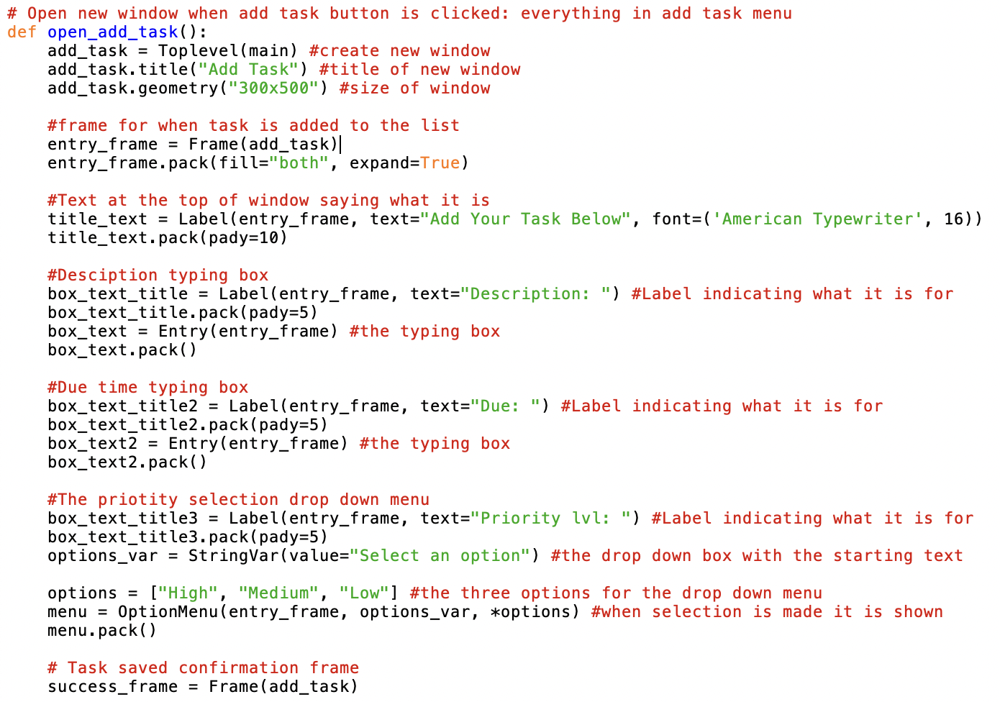 # Open new window when add task button is clicked: everything in add task menu
def open_add_task():
    add_task = Toplevel(main) #create new window
    add_task.title("Add Task") #title of new window
    add_task.geometry("300x500") #size of window

    #frame for when task is added to the list
    entry_frame = Frame(add_task)
    entry_frame.pack(fill="both", expand=True)

    #Text at the top of window saying what it is
    title_text = Label(entry_frame, text="Add Your Task Below", font=('American Typewriter', 16))
    title_text.pack(pady=10)

    #Desciption typing box
    box_text_title = Label(entry_frame, text="Description: ") #Label indicating what it is for
    box_text_title.pack(pady=5)
    box_text = Entry(entry_frame) #the typing box
    box_text.pack()

    #Due time typing box
    box_text_title2 = Label(entry_frame, text="Due: ") #Label indicating what it is for
    box_text_title2.pack(pady=5)
    box_text2 = Entry(entry_frame) #the typing box
    box_text2.pack()

    #The priotity selection drop down menu
    box_text_title3 = Label(entry_frame, text="Priority lvl: ") #Label indicating what it is for
    box_text_title3.pack(pady=5)
    options_var = StringVar(value="Select an option") #the drop down box with the starting text

    options = ["High", "Medium", "Low"] #the three options for the drop down menu
    menu = OptionMenu(entry_frame, options_var, *options) #when selection is made it is shown
    menu.pack()

    # Task saved confirmation frame
    success_frame = Frame(add_task)